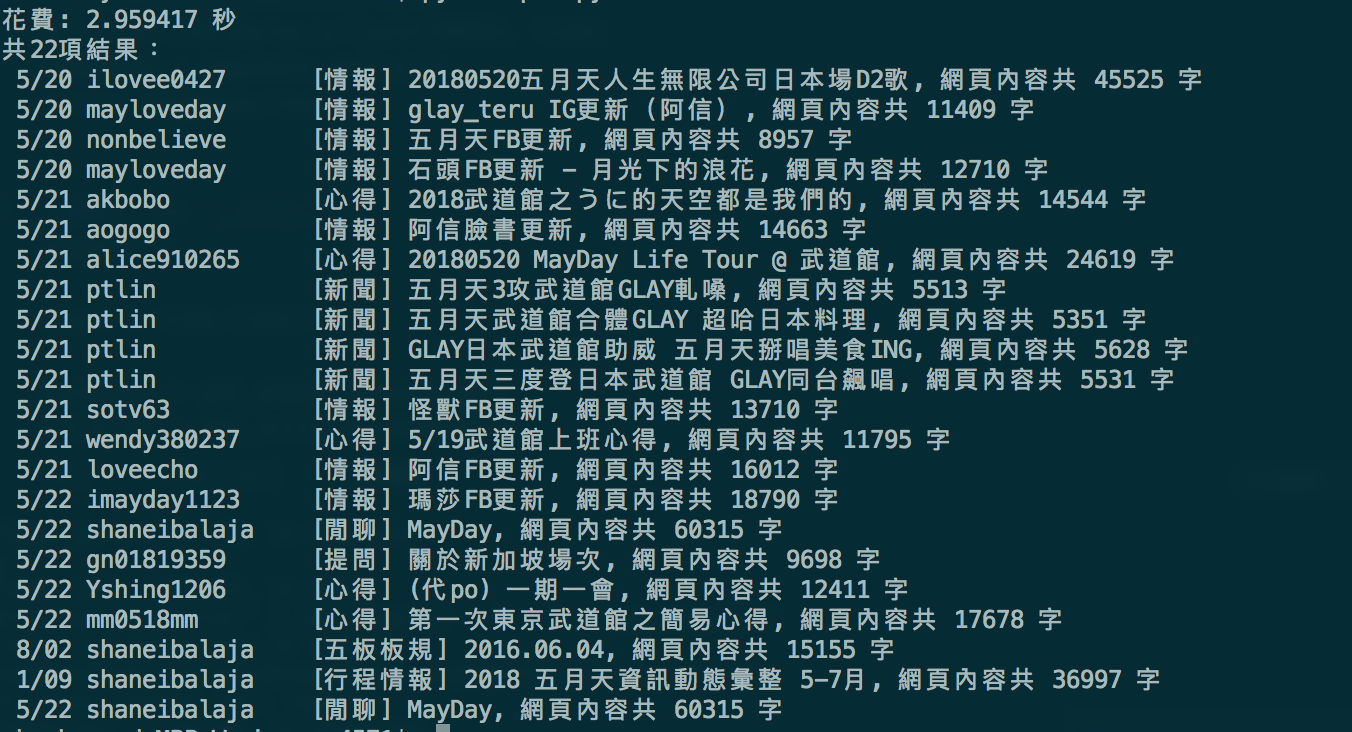 花費: 2.959417 秒
共22項結果：
5/20 ilovee0427 [情報] 20180520五月天人生無限公司日本場D2歌, 網頁內容共 45525 字
5/20 mayloveday [情報] glay_teru IG更新（阿信）, 網頁內容共 11409 字
5/20 nonbelieve [情報] 五月天FB更新, 網頁內容共 8957 字
5/20 mayloveday [情報] 石頭FB更新 - 月光下的浪花, 網頁內容共 12710 字
5/21 akbobo [心得] 2018武道館之うに的天空都是我們的, 網頁內容共 14544 字
5/21 aogogo [情報] 阿信臉書更新, 網頁內容共 14663 字
5/21 alice910265 [心得] 20180520 MayDay Life Tour @ 武道館, 網頁內容共 24619 字
5/21 ptlin [新聞] 五月天3攻武道館GLAY軋嗓, 網頁內容共 5513 字
5/21 ptlin [新聞] 五月天武道館合體GLAY 超哈日本料理, 網頁內容共 5351 字
5/21 ptlin [新聞] GLAY日本武道館助威 五月天掰唱美食ING, 網頁內容共 5628 字
5/21 ptlin [新聞] 五月天三度登日本武道館 GLAY同台飆唱, 網頁內容共 5531 字
5/21 sotv63 [情報] 怪獸FB更新, 網頁內容共 13710 字
5/21 wendy380237 [心得] 5/19武道館上班心得, 網頁內容共 11795 字
5/21 loveecho [情報] 阿信FB更新, 網頁內容共 16012 字
5/22 imayday1123 [情報] 瑪莎FB更新, 網頁內容共 18790 字
5/22 shaneibalaja [閒聊] MayDay, 網頁內容共 60315 字
5/22 gn01819359 [提問] 關於新加坡場次, 網頁內容共 9698 字
5/22 Yshing1206 [心得] (代po) 一期一會, 網頁內容共 12411 字
5/22 mm0518mm [心得] 第一次東京武道館之簡易心得, 網頁內容共 17678 字
8/02 shaneibalaja [五板板規] 2016.06.04, 網頁內容共 15155 字
1/09 shaneibalaja [行程情報] 2018 五月天資訊動態彙整 5-7月, 網頁內容共 36997 字
5/22 shaneibalaja [閒聊] MayDay, 網頁內容共 60315 字